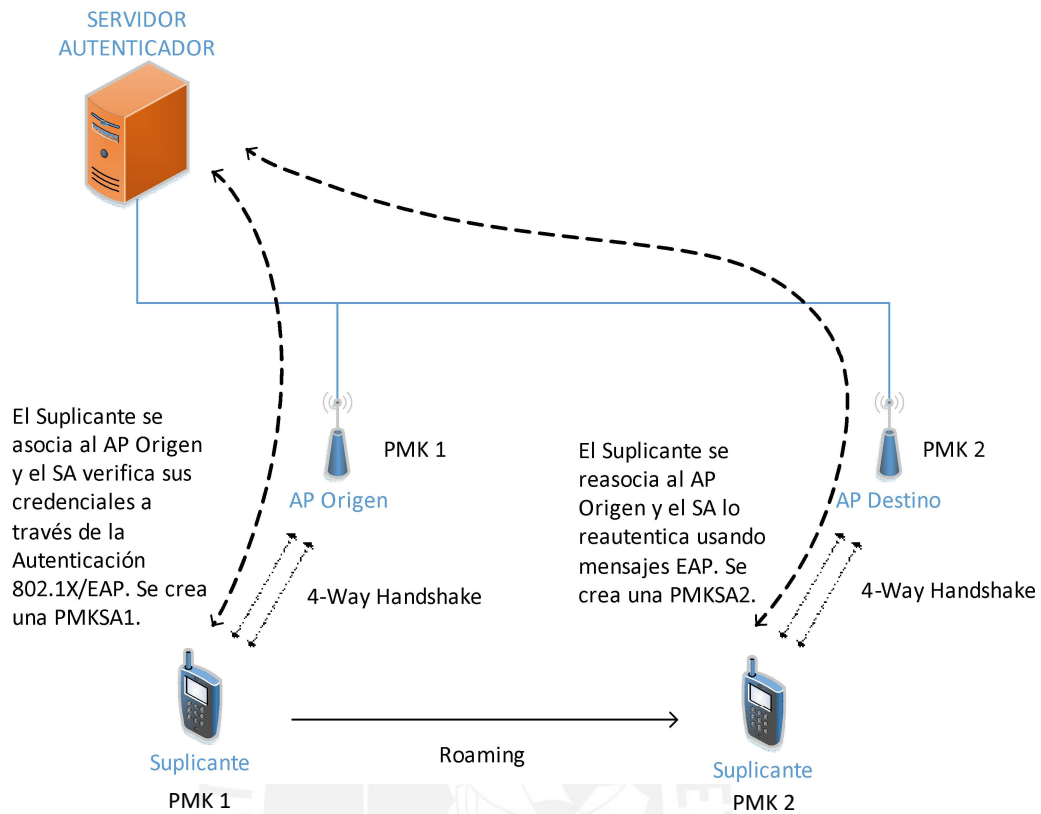 SERVIDOR
AUTENTICADOR
El Suplicante se
asocia al AP Origen
y el SA verifica sus
credenciales a
través de la
Autenticación
802.1X/EAP. Se crea
una PMKSA1.
PMK 1
AP Origen
4-Way Handshake
El Suplicante se
reasocia al AP
Origen y el SA lo
reautentica usando
mensajes EAP. Se
crea una PMKSA2.
PMK 2
AP Destino
4-Way Handshake
Roaming
Suplicante
PMK 1
Suplicante
PMK 2